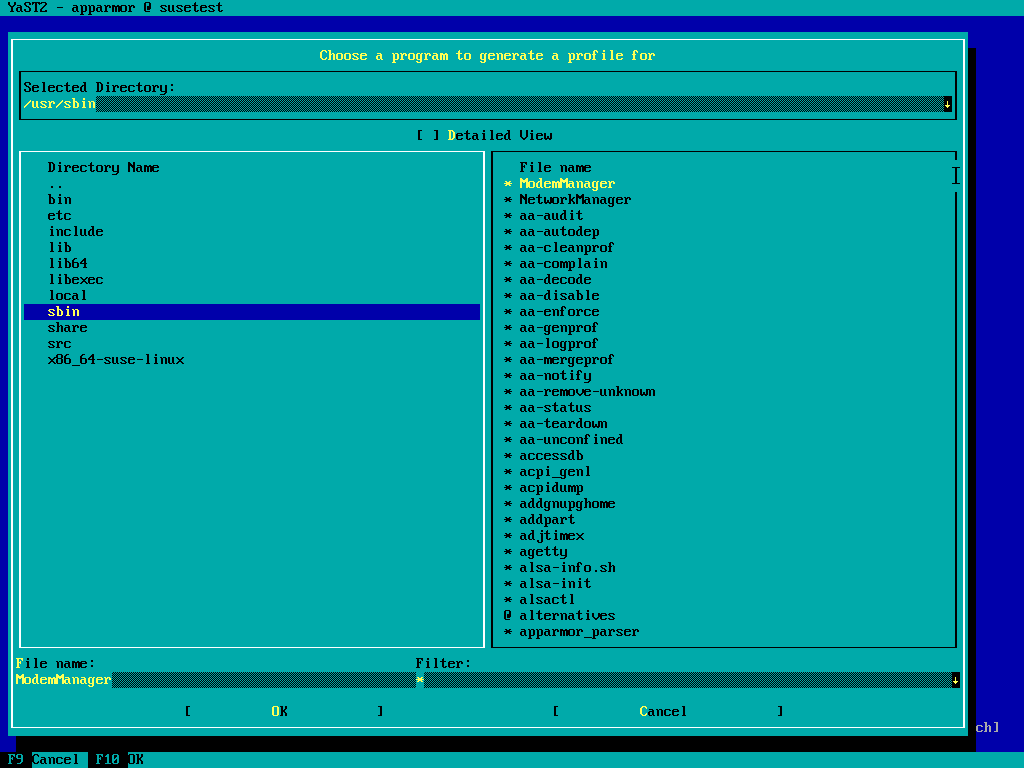 YaST2 - apparmor @ susetest
Choose a program to generate a profile for
Selected Directory:
/usr/sbin
[ ] Detailed View
Directory Name
..
bin
etc
include
lib
lib64
libexec
local
sbin
share
src
x86_64-suse-linux
File name
* ModemManager
* NetworkManager
* aa-audit
* aa-autodep
* aa-cleanprof
* aa-complain
* aa-decode
* aa-disable
* aa-enforce
* aa-genprof
* aa-logprof
* aa-mergeprof
* aa-notify
* aa-remove-unknown
* aa-status
* aa-teardown
* aa-unconfined
* accessdb
* acpi_genl
* acpidump
* addgnupghome
* addpart
* adjtimex
* agetty
* alsa-info.sh
* alsa-init
* alsactl
@ alternatives
* apparmor_parser
File name:
ModemManager
Filter:
*
[ OK ]
[ Cancel ]
ch]
F9 Cancel F10 OK